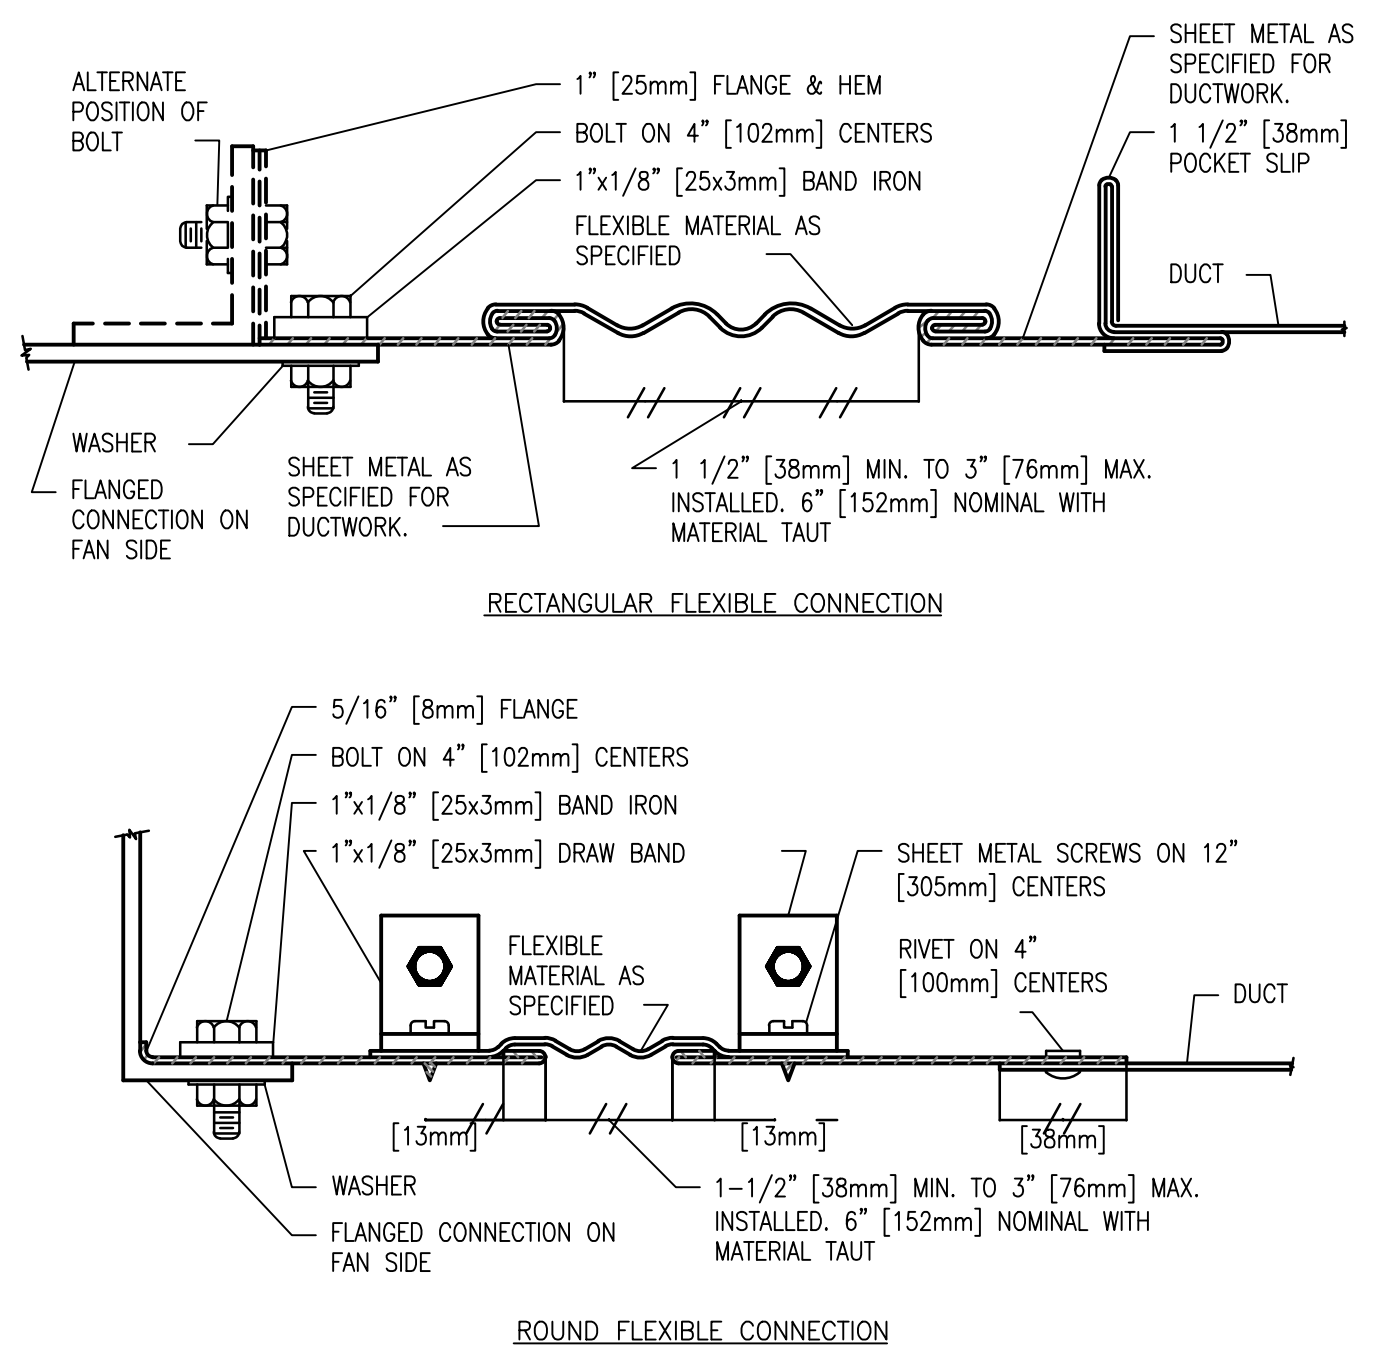 ALTERNATE
POSITION OF
BOLT
1" [25mm] FLANGE & HEM
BOLT ON 4" [102mm] CENTERS
1"x1/8" [25x3mm] BAND IRON
FLEXIBLE MATERIAL AS
SPECIFIED
SHEET METAL AS
SPECIFIED FOR
DUCTWORK.
1 1/2" [38mm]
POCKET SLIP
DUCT
WASHER
FLANGED
CONNECTION ON
FAN SIDE
SHEET METAL AS
SPECIFIED FOR
DUCTWORK.
1 1/2" [38mm] MIN. TO 3" [76mm] MAX.
INSTALLED. 6" [152mm] NOMINAL WITH
MATERIAL TAUT
RECTANGULAR FLEXIBLE CONNECTION
5/16" [8mm] FLANGE
BOLT ON 4" [102mm] CENTERS
1"x1/8" [25x3mm] BAND IRON
1"x1/8" [25x3mm] DRAW BAND
SHEET METAL SCREWS ON 12"
[305mm] CENTERS
FLEXIBLE
MATERIAL AS
SPECIFIED
RIVET ON 4"
[100mm] CENTERS
DUCT
[13mm]
[13mm]
[38mm]
WASHER
FLANGED CONNECTION ON
FAN SIDE
1-1/2" [38mm] MIN. TO 3" [76mm] MAX.
INSTALLED. 6" [152mm] NOMINAL WITH
MATERIAL TAUT
ROUND FLEXIBLE CONNECTION